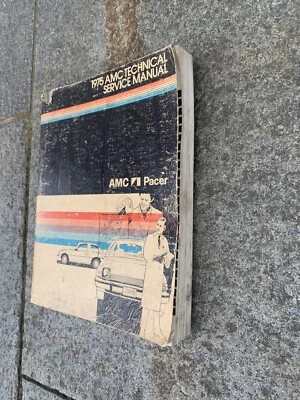 1975 AMC TECHNICAL
SERVICE MANUAL
AMC Pacer